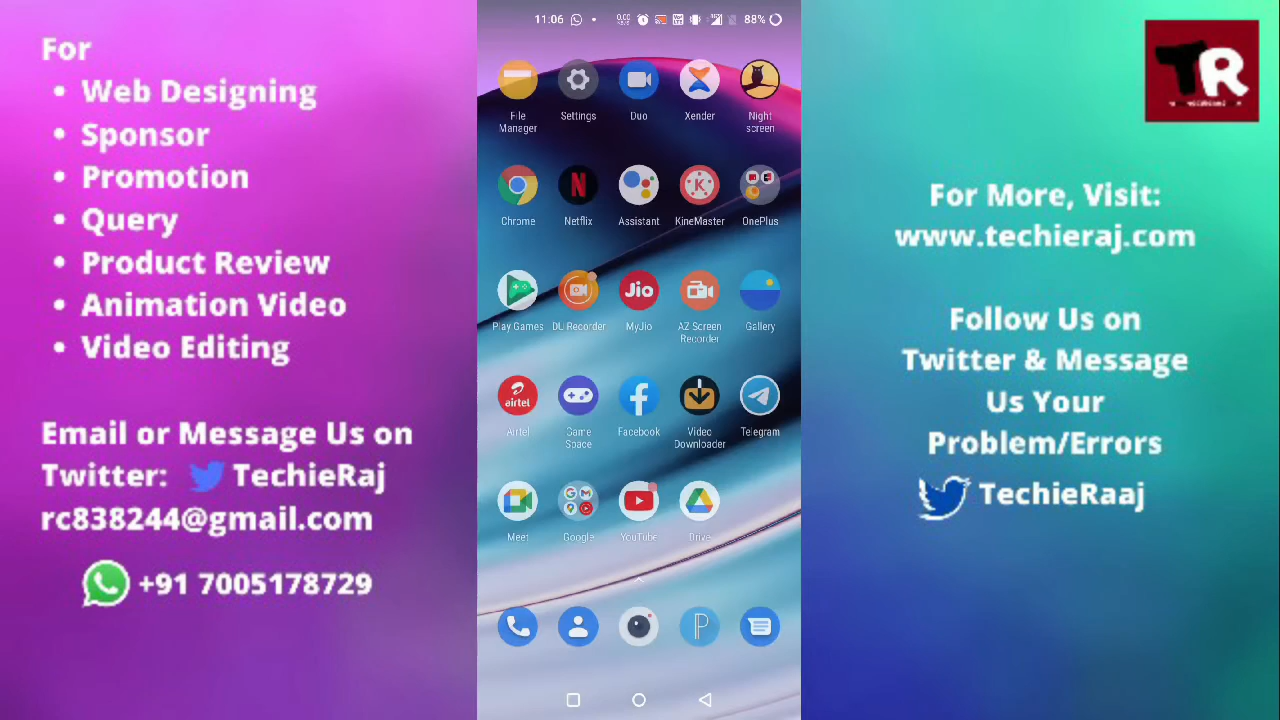 For
• Web Designing
• Sponsor
• Promotion
• Query
• Product Review
• Animation Video
• Video Editing
Email or Message Us on
Twitter: TechieRaj
rc838244@gmail.com
+91 7005178729
11:06
88%
File Manager
Settings
Duo
Xender
Night screen
Chrome
Netflix
Assistant
KineMaster
OnePlus
Play Games
DU Recorder
Jio
MyJio
AZ Screen Recorder
Gallery
airtel
Airtel
Game Space
Facebook
Video Downloader
Telegram
Meet
Google
YouTube
Drive
TR
For More, Visit:
www.techieraj.com
Follow Us on
Twitter & Message
Us Your
Problem/Errors
TechieRaaj